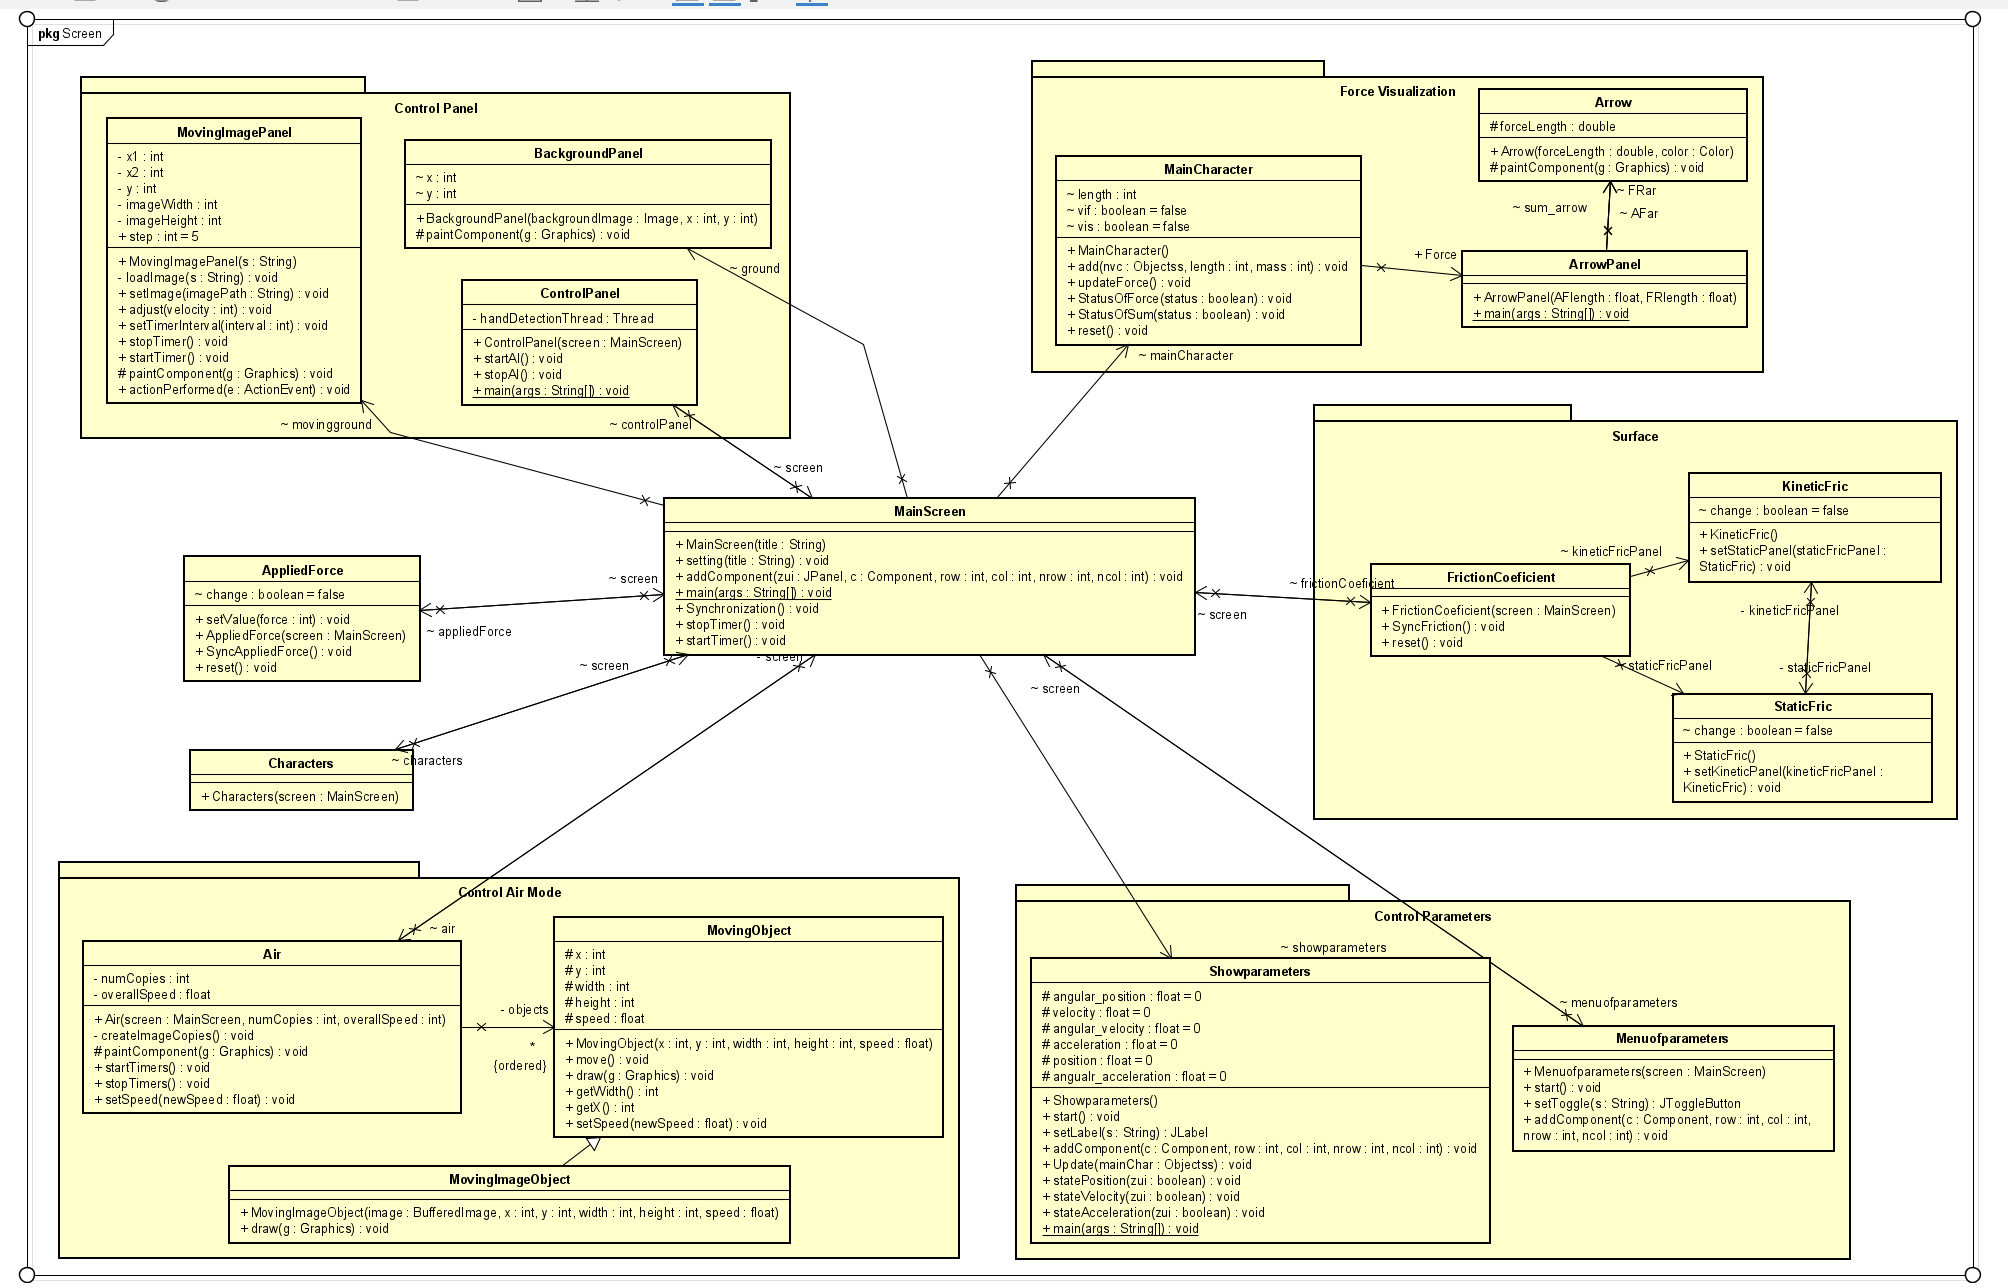 pkg Screen
Control Panel
MovingImagePanel
- x1 : int
- x2 : int
- y : int
- imageWidth : int
- imageHeight : int
+ step : int = 5
+ MovingImagePanel(s : String)
- loadImage(s : String) : void
+ setImage(imagePath : String) : void
+ adjust(velocity : int) : void
+ setTimerInterval(interval : int) : void
+ stopTimer() : void
+ startTimer() : void
# paintComponent(g : Graphics) : void
+ actionPerformed(e : ActionEvent) : void
BackgroundPanel
~ x : int
~ y : int
+ BackgroundPanel(backgroundImage : Image, x : int, y : int)
# paintComponent(g : Graphics) : void
~ ground
ControlPanel
- handDetectionThread : Thread
+ ControlPanel(screen : MainScreen)
+ startAI() : void
+ stopAI() : void
+ main(args : String[]) : void
~ movingground
~ controlPanel
~ screen
Force Visualization
Arrow
# forceLength : double
+ Arrow(forceLength : double, color : Color)
# paintComponent(g : Graphics) : void
~ FRar
~ sum_arrow
~ AFar
MainCharacter
~ length : int
~ vif : boolean = false
~ vis : boolean = false
+ MainCharacter()
+ add(nvc : Objectss, length : int, mass : int) : void
+ updateForce() : void
+ StatusOfForce(status : boolean) : void
+ StatusOfSum(status : boolean) : void
+ reset() : void
+ Force
ArrowPanel
+ ArrowPanel(AFlength : float, FRlength : float)
+ main(args : String[]) : void
~ mainCharacter
MainScreen
+ MainScreen(title : String)
+ setting(title : String) : void
+ addComponent(zui : JPanel, c : Component, row : int, col : int, nrow : int, ncol : int) : void
+ main(args : String[]) : void
+ Synchronization() : void
+ stopTimer() : void
+ startTimer() : void
AppliedForce
~ change : boolean = false
+ setValue(force : int) : void
+ AppliedForce(screen : MainScreen)
+ SyncAppliedForce() : void
+ reset() : void
~ screen
~ appliedForce
~ screen
- screen
~ screen
Characters
+ Characters(screen : MainScreen)
~ characters
Surface
KineticFric
~ change : boolean = false
+ KineticFric()
+ setStaticPanel(staticFricPanel :
StaticFric) : void
~ kineticFricPanel
~ frictionCoeficient
~ screen
FrictionCoeficient
+ FrictionCoeficient(screen : MainScreen)
+ SyncFriction() : void
+ reset() : void
- kineticFricPanel
~ staticFricPanel
- staticFricPanel
StaticFric
~ change : boolean = false
+ StaticFric()
+ setKineticPanel(kineticFricPanel :
KineticFric) : void
Control Air Mode
~ air
Air
- numCopies : int
- overallSpeed : float
+ Air(screen : MainScreen, numCopies : int, overallSpeed : int)
- createImageCopies() : void
# paintComponent(g : Graphics) : void
+ startTimers() : void
+ stopTimers() : void
+ setSpeed(newSpeed : float) : void
- objects
*
{ordered}
MovingObject
# x : int
# y : int
# width : int
# height : int
# speed : float
+ MovingObject(x : int, y : int, width : int, height : int, speed : float)
+ move() : void
+ draw(g : Graphics) : void
+ getWidth() : int
+ getX() : int
+ setSpeed(newSpeed : float) : void
MovingImageObject
+ MovingImageObject(image : BufferedImage, x : int, y : int, width : int, height : int, speed : float)
+ draw(g : Graphics) : void
Control Parameters
~ showparameters
Showparameters
# angular_position : float = 0
# velocity : float = 0
# angular_velocity : float = 0
# acceleration : float = 0
# position : float = 0
# angualr_acceleration : float = 0
+ Showparameters()
+ start() : void
+ setLabel(s : String) : JLabel
+ addComponent(c : Component, row : int, col : int, nrow : int, ncol : int) : void
+ Update(mainChar : Objectss) : void
+ statePosition(zui : boolean) : void
+ stateVelocity(zui : boolean) : void
+ stateAcceleration(zui : boolean) : void
+ main(args : String[]) : void
~ menuofparameters
Menuofparameters
+ Menuofparameters(screen : MainScreen)
+ start() : void
+ setToggle(s : String) : JToggleButton
+ addComponent(c : Component, row : int, col : int,
nrow : int, ncol : int) : void